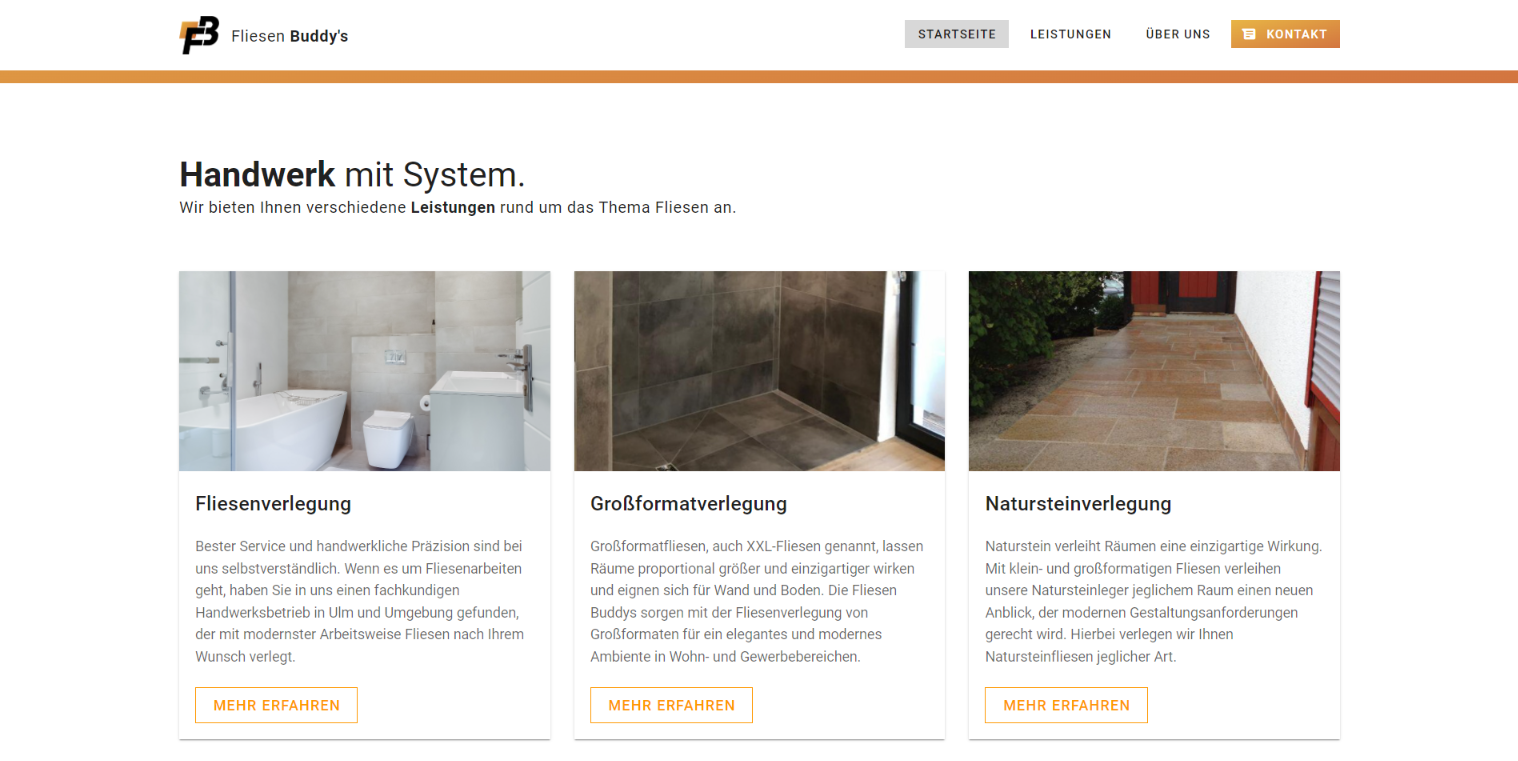 FB
Fliesen Buddy's
STARTSEITE
LEISTUNGEN
ÜBER UNS
KONTAKT
Handwerk mit System.
Wir bieten Ihnen verschiedene Leistungen rund um das Thema Fliesen an.
Fliesenverlegung
Bester Service und handwerkliche Präzision sind bei
uns selbstverständlich. Wenn es um Fliesenarbeiten
geht, haben Sie in uns einen fachkundigen
Handwerksbetrieb in Ulm und Umgebung gefunden,
der mit modernster Arbeitsweise Fliesen nach Ihrem
Wunsch verlegt.
MEHR ERFAHREN
Großformatverlegung
Großformatfliesen, auch XXL-Fliesen genannt, lassen
Räume proportional größer und einzigartiger wirken
und eignen sich für Wand und Boden. Die Fliesen
Buddys sorgen mit der Fliesenverlegung von
Großformaten für ein elegantes und modernes
Ambiente in Wohn- und Gewerbebereichen.
MEHR ERFAHREN
Natursteinverlegung
Naturstein verleiht Räumen eine einzigartige Wirkung.
Mit klein- und großformatigen Fliesen verleihen
unsere Natursteinleger jeglichem Raum einen neuen
Anblick, der modernen Gestaltungsanforderungen
gerecht wird. Hierbei verlegen wir Ihnen
Natursteinfliesen jeglicher Art.
MEHR ERFAHREN